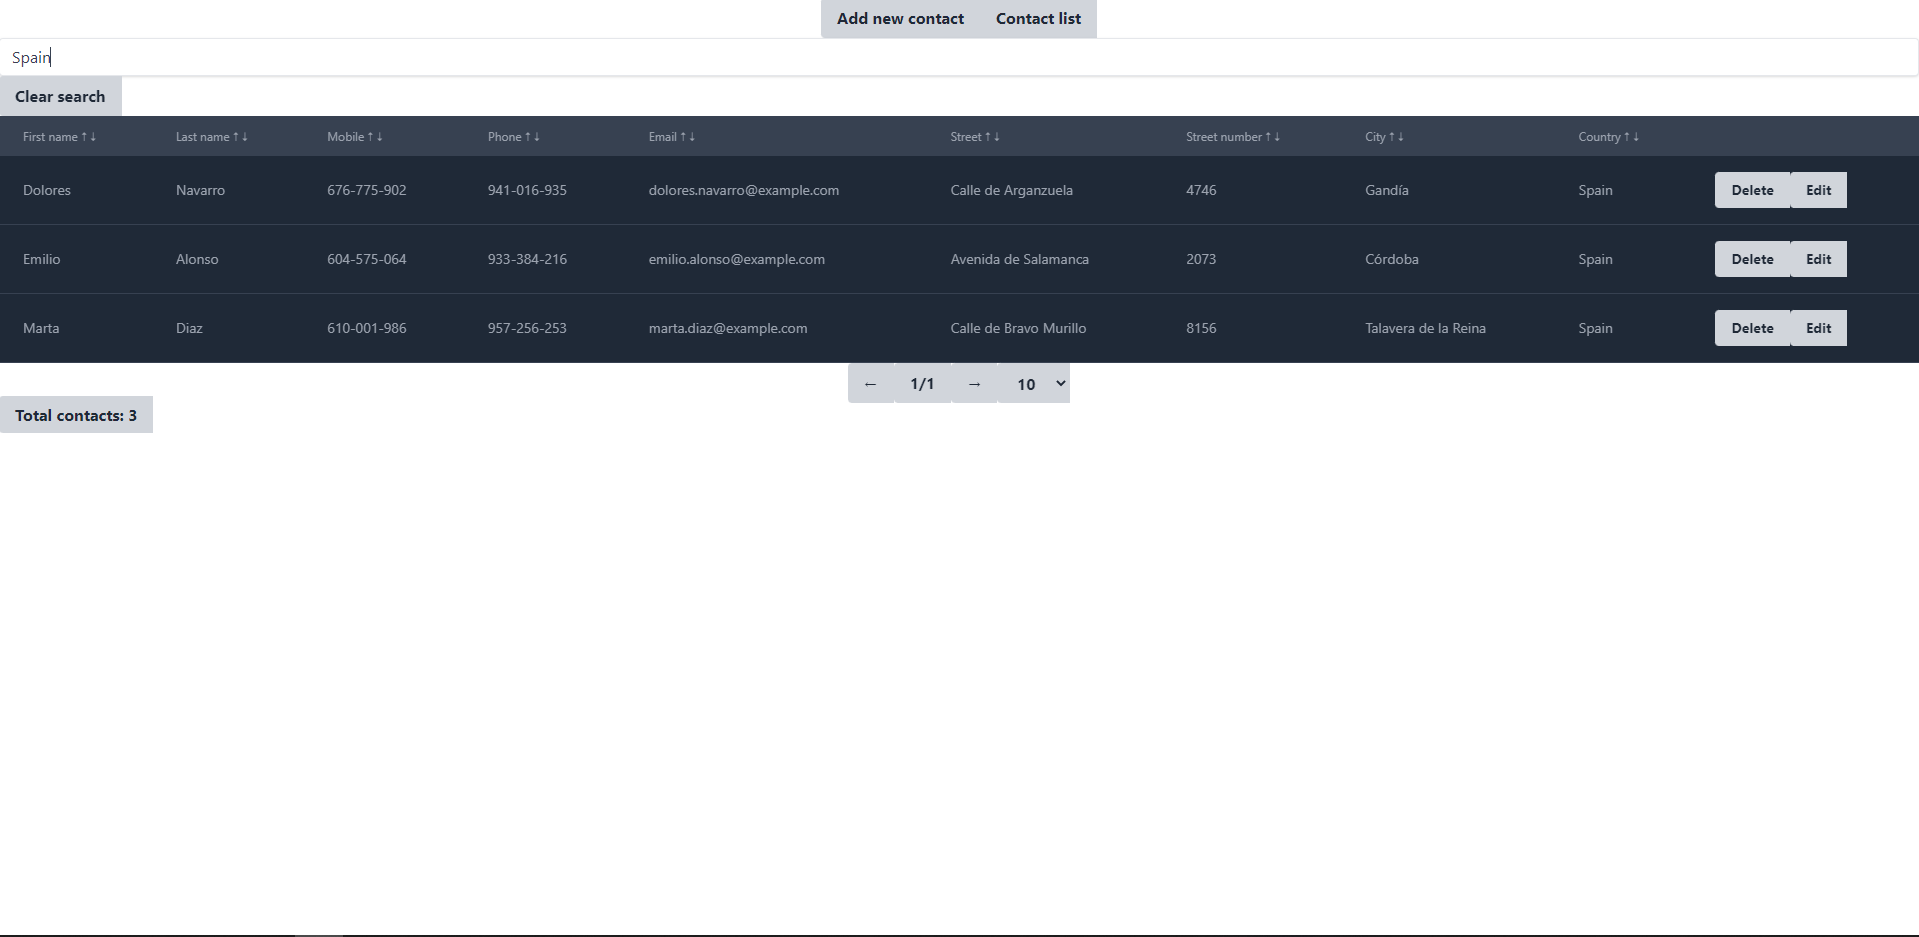 Add new contact Contact list
Spain
Clear search
First name ↑↓ Last name ↑↓ Mobile ↑↓ Phone ↑↓ Email ↑↓ Street ↑↓ Street number ↑↓ City ↑↓ Country ↑↓
Dolores Navarro 676-775-902 941-016-935 dolores.navarro@example.com Calle de Arganzuela 4746 Gandía Spain Delete Edit
Emilio Alonso 604-575-064 933-384-216 emilio.alonso@example.com Avenida de Salamanca 2073 Córdoba Spain Delete Edit
Marta Diaz 610-001-986 957-256-253 marta.diaz@example.com Calle de Bravo Murillo 8156 Talavera de la Reina Spain Delete Edit
← 1/1 → 10
Total contacts: 3